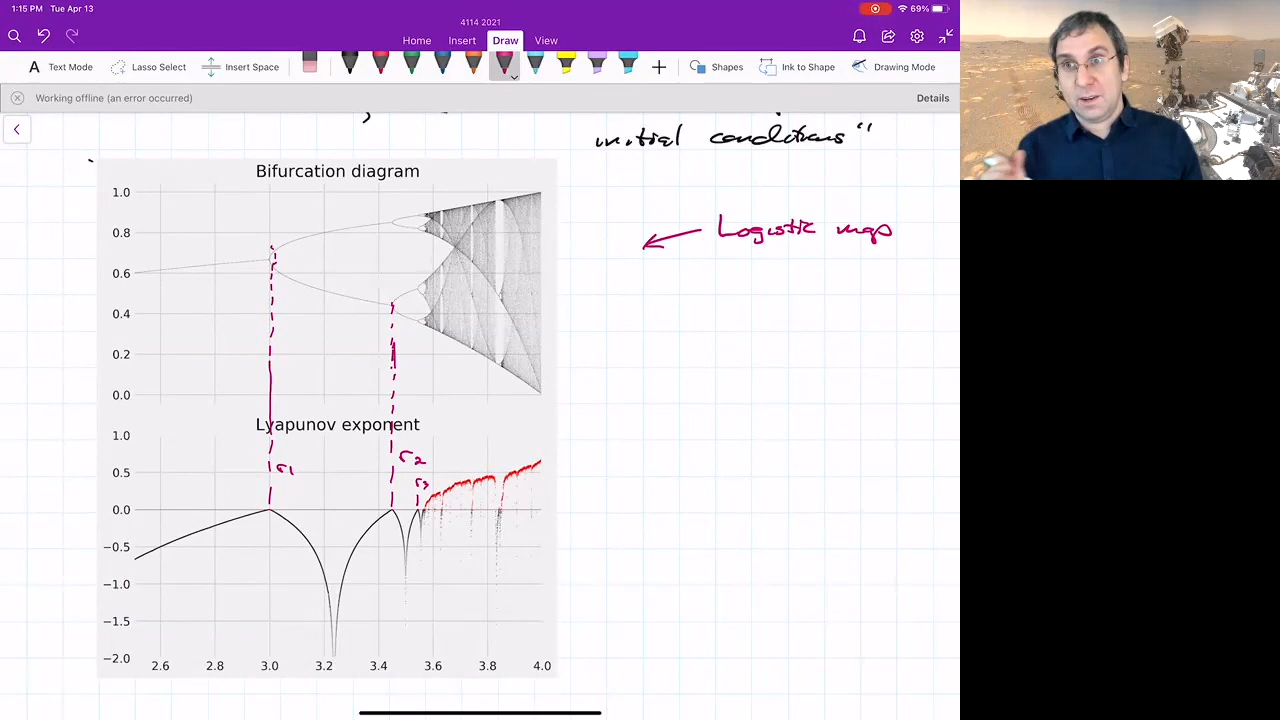 1:15 PM Tue Apr 13
69%
4114 2021
Home Insert Draw View
A Text Mode Lasso Select Insert Space Shapes Ink to Shape Drawing Mode
Working offline (an error occurred) Details
initial conditions"
Bifurcation diagram
1.0
0.8
0.6
0.4
0.2
0.0
Logistic map
Lyapunov exponent
1.0
0.5
0.0
−0.5
−1.0
−1.5
−2.0
r1
r2
r3
2.6 2.8 3.0 3.2 3.4 3.6 3.8 4.0